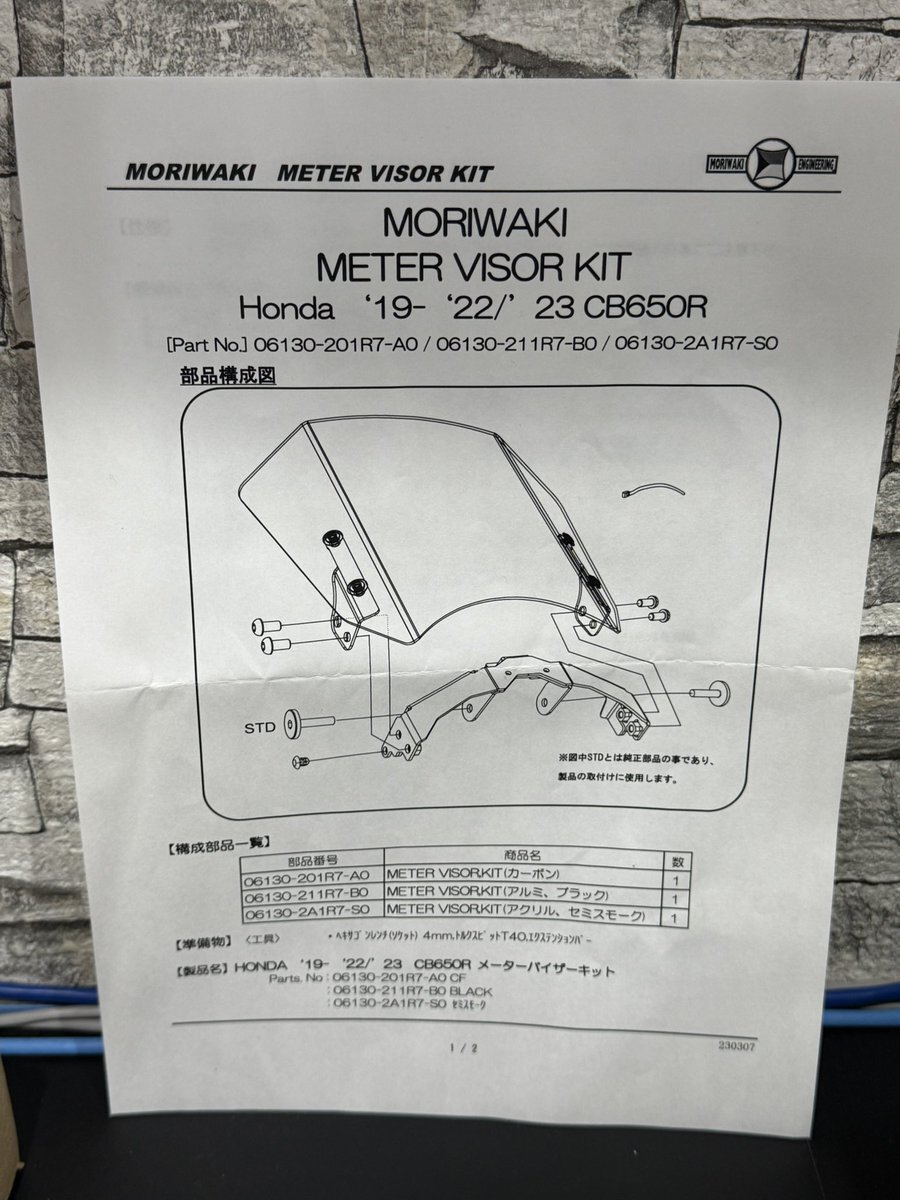 MORIWAKI METER VISOR KIT
MORIWAKI ENGINEERING
MORIWAKI
METER VISOR KIT
Honda ‘19- ‘22/’ 23 CB650R
[Part No.] 06130-201R7-A0 / 06130-211R7-B0 / 06130-2A1R7-S0
部品構成図
STD
※図中STDとは純正部品の事であり、
製品の取付けに使用します。
【構成部品一覧】
部品番号 商品名 数
06130-201R7-A0 METER VISOR.KIT(カーボン) 1
06130-211R7-B0 METER VISOR.KIT(アルミ、ブラック) 1
06130-2A1R7-S0 METER VISOR.KIT(アクリル、セミスモーク) 1
【準備物】 〈工具〉 ・ﾍｷｻｺﾞﾝﾚﾝﾁ(ｿｹｯﾄ) 4mm,ﾄﾙｸｽﾋﾞｯﾄT40,ｴｸｽﾃﾝｼｮﾝﾊﾞｰ
【製品名】HONDA ‘19- ‘22/’ 23 CB650R メーターバイザーキット
Parts. No : 06130-201R7-A0 CF
: 06130-211R7-B0 BLACK
: 06130-2A1R7-S0 ｾﾐｽﾓｰｸ
1 / 2
230307